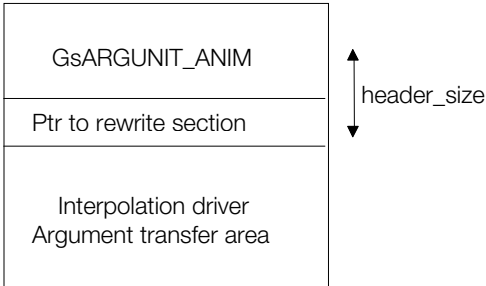 GsARGUNIT_ANIM
header_size
Ptr to rewrite section
Interpolation driver
Argument transfer area